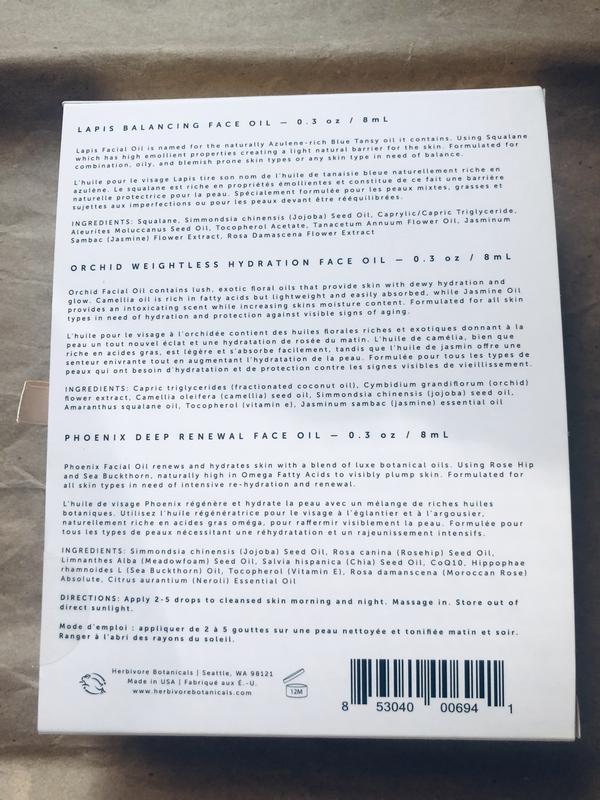 LAPIS BALANCING FACE OIL — 0.3 oz / 8mL
Lapis Facial Oil is named for the naturally Azulene-rich Blue Tansy oil it contains. Using Squalane
which has high emollient properties creating a light natural barrier for the skin. Formulated for
combination, oily, and blemish prone skin types or any skin type in need of balance.
L'huile pour le visage Lapis tire son nom de l'huile de tanaisie bleue naturellement riche en
azulène. Le squalane est riche en propriétés émollientes et constitue de ce fait une barrière
naturelle protectrice pour la peau. Spécialement formulée pour les peaux mixtes, grasses et
sujettes aux imperfections ou pour les peaux devant être rééquilibrées.
INGREDIENTS: Squalane, Simmondsia chinensis (Jojoba) Seed Oil, Caprylic/Capric Triglyceride,
Aleurites Moluccanus Seed Oil, Tocopherol Acetate, Tanacetum Annuum Flower Oil, Jasminum
Sambac (Jasmine) Flower Extract, Rosa Damascena Flower Extract
ORCHID WEIGHTLESS HYDRATION FACE OIL — 0.3 oz / 8mL
Orchid Facial Oil contains lush, exotic floral oils that provide skin with dewy hydration and
glow. Camellia oil is rich in fatty acids but lightweight and easily absorbed, while Jasmine Oil
provides an intoxicating scent while increasing skins moisture content. Formulated for all skin
types in need of hydration and protection against visible signs of aging.
L'huile pour le visage à l'orchidée contient des huiles florales riches et exotiques donnant à la
peau un tout nouvel éclat et une hydratation de rosée du matin. L'huile de camélia, bien que
riche en acides gras, est légère et s'absorbe facilement, tandis que l'huile de jasmin offre une
senteur enivrante tout en augmentant l'hydratation de la peau. Formulée pour tous les types de
peaux qui ont besoin d'hydratation et de protection contre les signes visibles de vieillissement.
INGREDIENTS: Capric triglycerides (fractionated coconut oil), Cymbidium grandiflorum (orchid)
flower extract, Camellia oleifera (camellia) seed oil, Simmondsia chinensis (jojoba) seed oil,
Amaranthus squalane oil, Tocopherol (vitamin e), Jasminum sambac (jasmine) essential oil
PHOENIX DEEP RENEWAL FACE OIL — 0.3 oz / 8mL
Phoenix Facial Oil renews and hydrates skin with a blend of luxe botanical oils. Using Rose Hip
and Sea Buckthorn, naturally high in Omega Fatty Acids to visibly plump skin. Formulated for
all skin types in need of intensive re-hydration and renewal.
L'huile de visage Phoenix régénère et hydrate la peau avec un mélange de riches huiles
botaniques. Utilisez l'huile régénératrice pour le visage à l'églantier et à l'argousier,
naturellement riche en acides gras oméga, pour raffermir visiblement la peau. Formulée pour
tous les types de peaux nécessitant une réhydratation et un rajeunissement intensifs.
INGREDIENTS: Simmondsia chinensis (Jojoba) Seed Oil, Rosa canina (Rosehip) Seed Oil,
Limnanthes Alba (Meadowfoam) Seed Oil, Salvia hispanica (Chia) Seed Oil, CoQ10, Hippophae
rhamnoides L (Sea Buckthorn) Oil, Tocopherol (Vitamin E), Rosa damanscena (Moroccan Rose)
Absolute, Citrus aurantium (Neroli) Essential Oil
DIRECTIONS: Apply 2-5 drops to cleansed skin morning and night. Massage in. Store out of
direct sunlight.
Mode d'emploi : appliquer de 2 à 5 gouttes sur une peau nettoyée et tonifiée matin et soir.
Ranger à l'abri des rayons du soleil.
Herbivore Botanicals | Seattle, WA 98121
Made in USA | Fabriqué aux É.-U.
www.herbivorebotanicals.com
12M
8 53040 00694 1